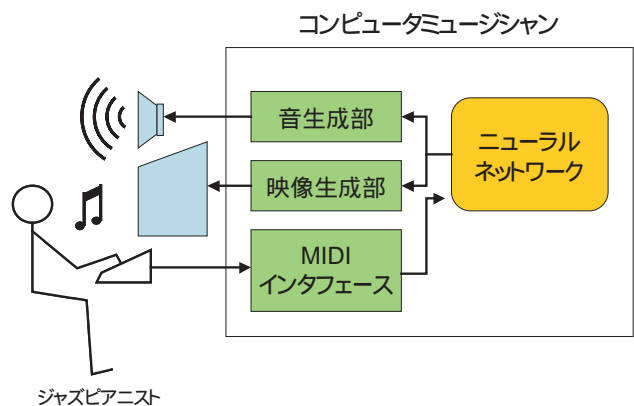 コンピュータミュージシャン
音生成部
ニューラル
ネットワーク
映像生成部
MIDI
インタフェース
ジャズピアニスト